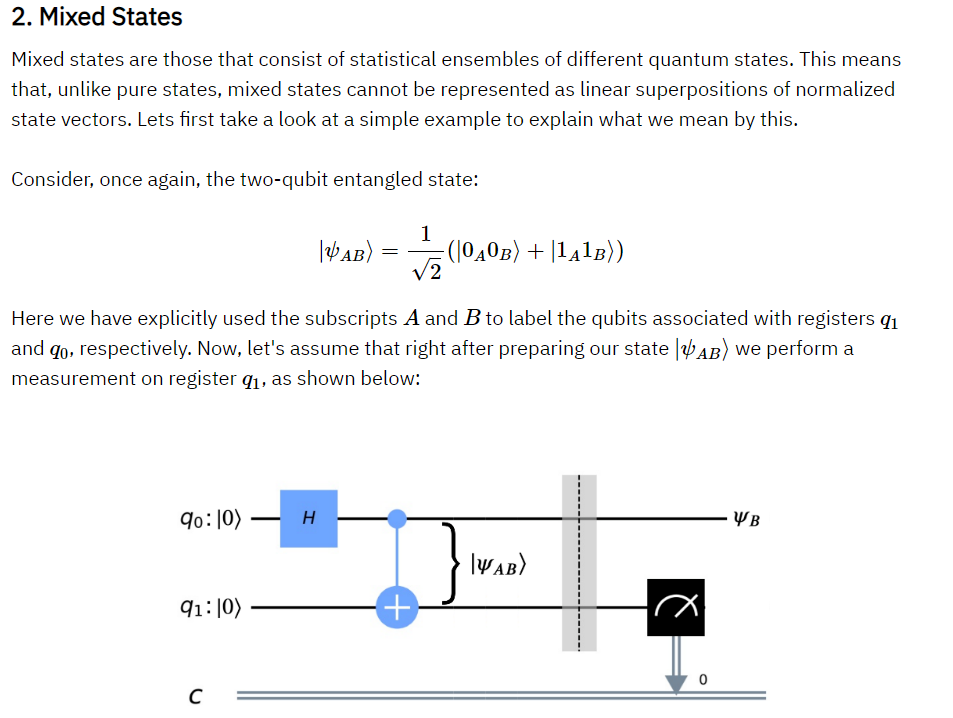 2. Mixed States
Mixed states are those that consist of statistical ensembles of different quantum states. This means
that, unlike pure states, mixed states cannot be represented as linear superpositions of normalized
state vectors. Lets first take a look at a simple example to explain what we mean by this.
Consider, once again, the two-qubit entangled state:
|ψ_AB⟩ = 1/√2 (|0_A0_B⟩ + |1_A1_B⟩)
Here we have explicitly used the subscripts A and B to label the qubits associated with registers q₁
and q₀, respectively. Now, let's assume that right after preparing our state |ψ_AB⟩ we perform a
measurement on register q₁, as shown below:
q₀: |0⟩ H ψ_B
|ψ_AB⟩
q₁: |0⟩ +
0
C